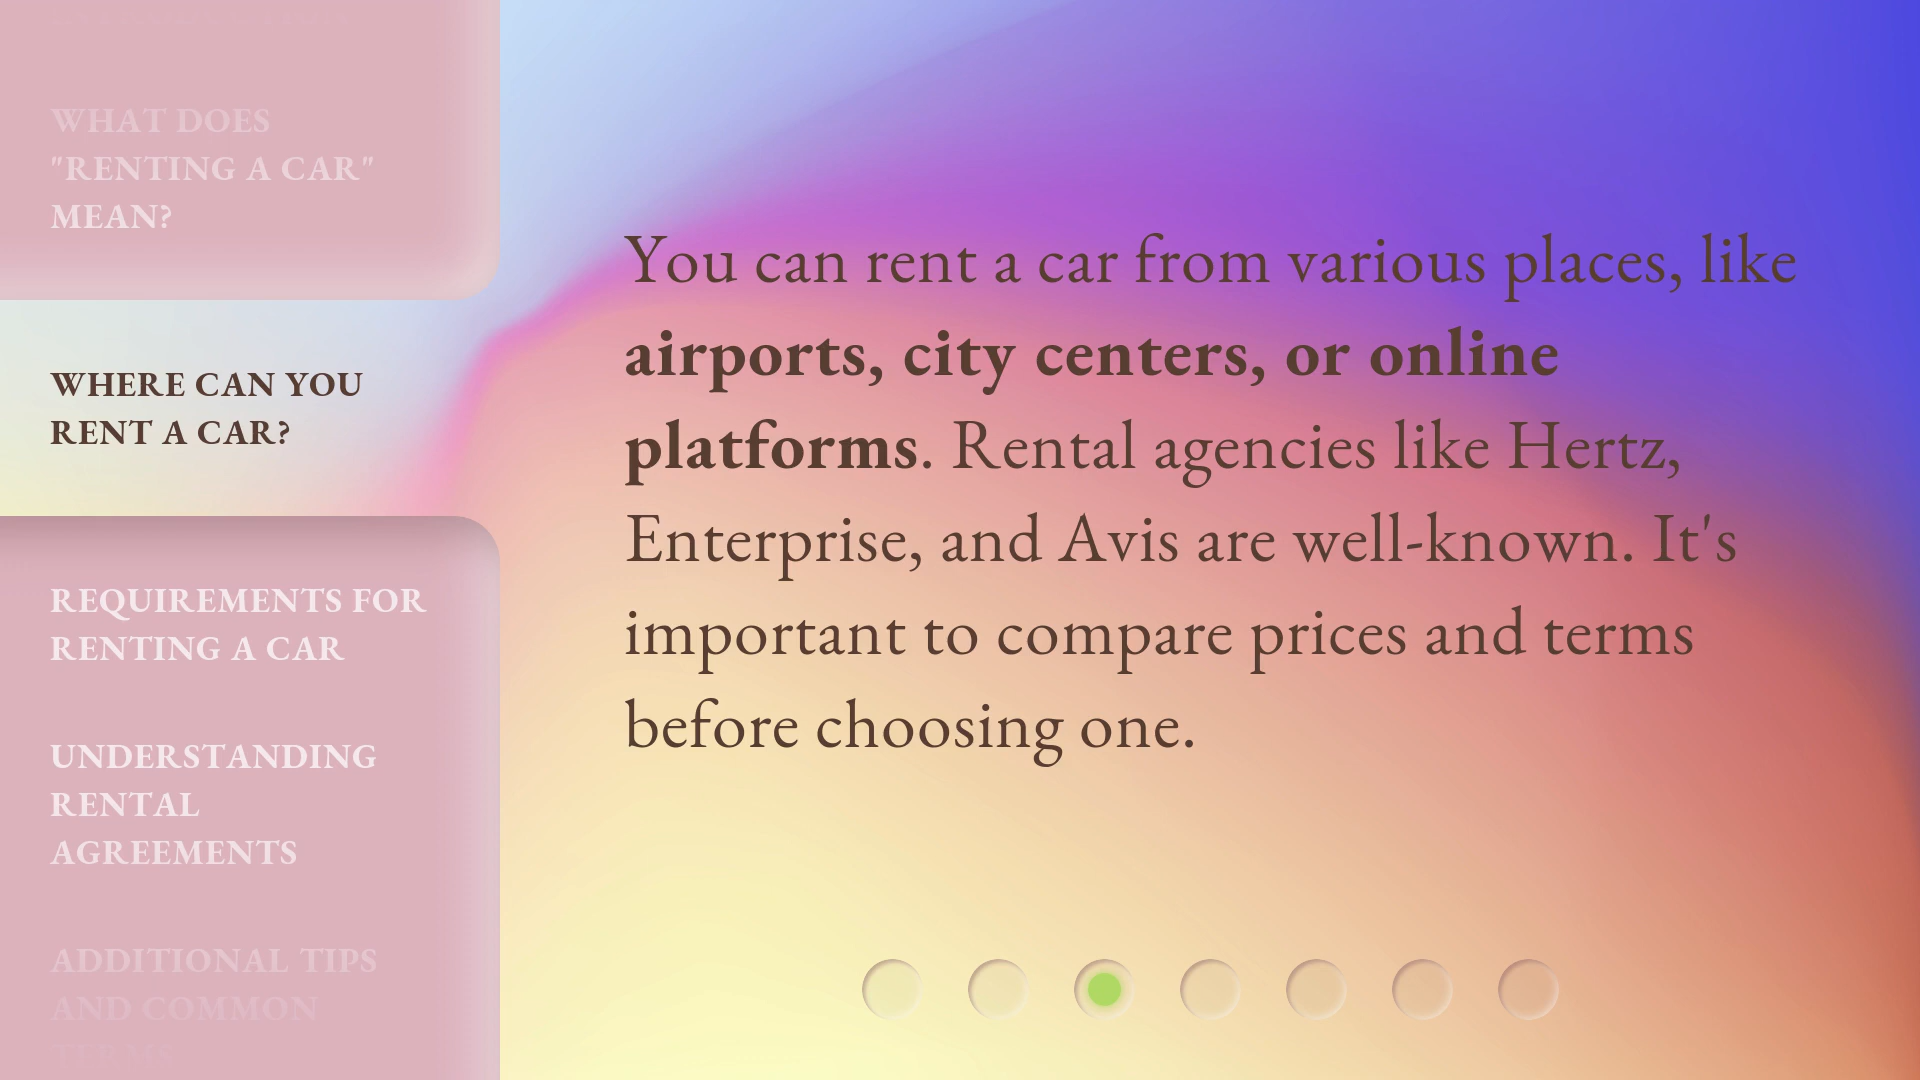 WHAT DOES
"RENTING A CAR"
MEAN?
WHERE CAN YOU
RENT A CAR?
REQUIREMENTS FOR
RENTING A CAR
UNDERSTANDING
RENTAL
AGREEMENTS
ADDITIONAL TIPS
AND COMMON
You can rent a car from various places, like
airports, city centers, or online
platforms. Rental agencies like Hertz,
Enterprise, and Avis are well-known. It's
important to compare prices and terms
before choosing one.